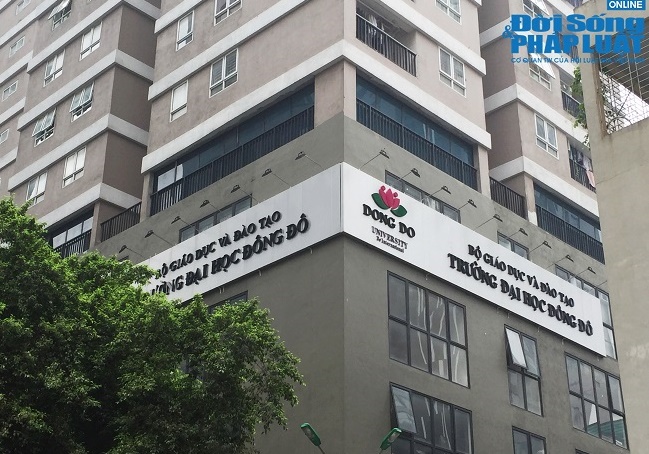 ONLINE
Đời Sống
& PHÁP LUẬT
BỘ GIÁO DỤC VÀ ĐÀO TẠO
TRƯỜNG ĐẠI HỌC ĐÔNG ĐÔ
DONG DO
UNIVERSITY
BỘ GIÁO DỤC VÀ ĐÀO TẠO
TRƯỜNG ĐẠI HỌC ĐÔNG ĐÔ